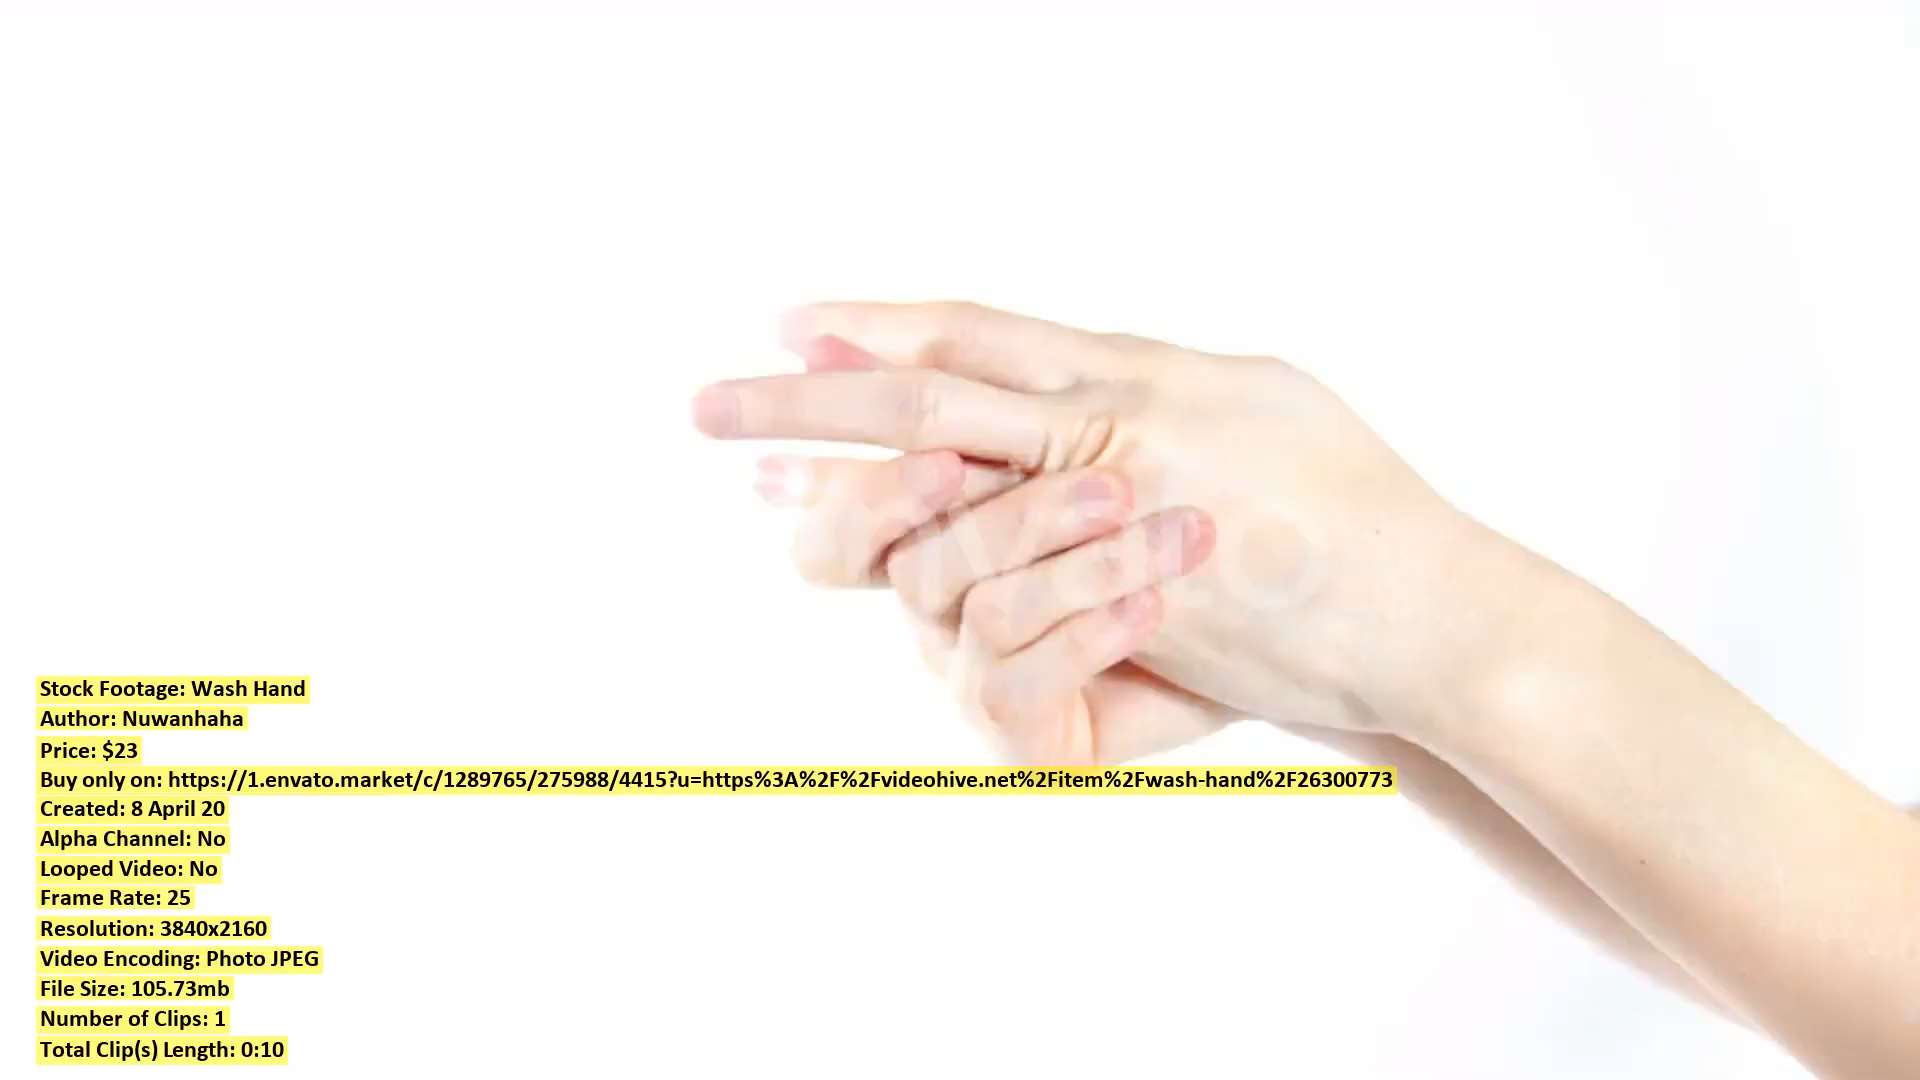 envato
Stock Footage: Wash Hand
Author: Nuwanhaha
Price: $23
Buy only on: https://1.envato.market/c/1289765/275988/4415?u=https%3A%2F%2Fvideohive.net%2Fitem%2Fwash-hand%2F26300773
Created: 8 April 20
Alpha Channel: No
Looped Video: No
Frame Rate: 25
Resolution: 3840x2160
Video Encoding: Photo JPEG
File Size: 105.73mb
Number of Clips: 1
Total Clip(s) Length: 0:10